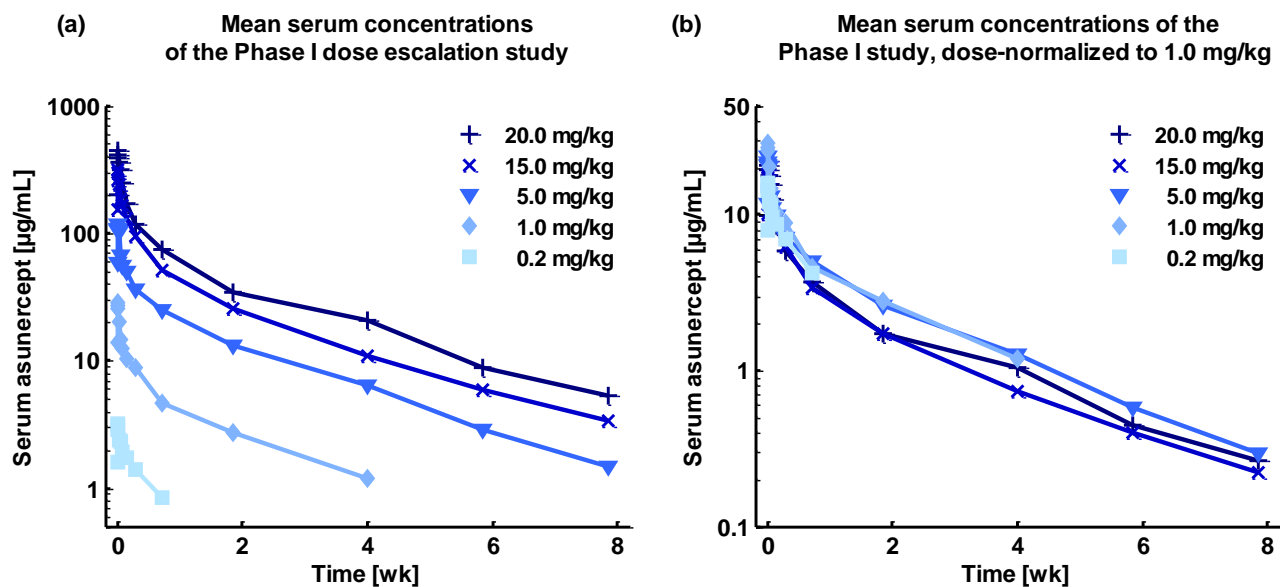 (a)
Mean serum concentrations
of the Phase I dose escalation study
1000
100
10
1
Serum asunercept [µg/mL]
20.0 mg/kg
15.0 mg/kg
5.0 mg/kg
1.0 mg/kg
0.2 mg/kg
0 2 4 6 8
Time [wk]
(b)
Mean serum concentrations of the
Phase I study, dose-normalized to 1.0 mg/kg
50
10
1
0.1
Serum asunercept [µg/mL]
20.0 mg/kg
15.0 mg/kg
5.0 mg/kg
1.0 mg/kg
0.2 mg/kg
0 2 4 6 8
Time [wk]